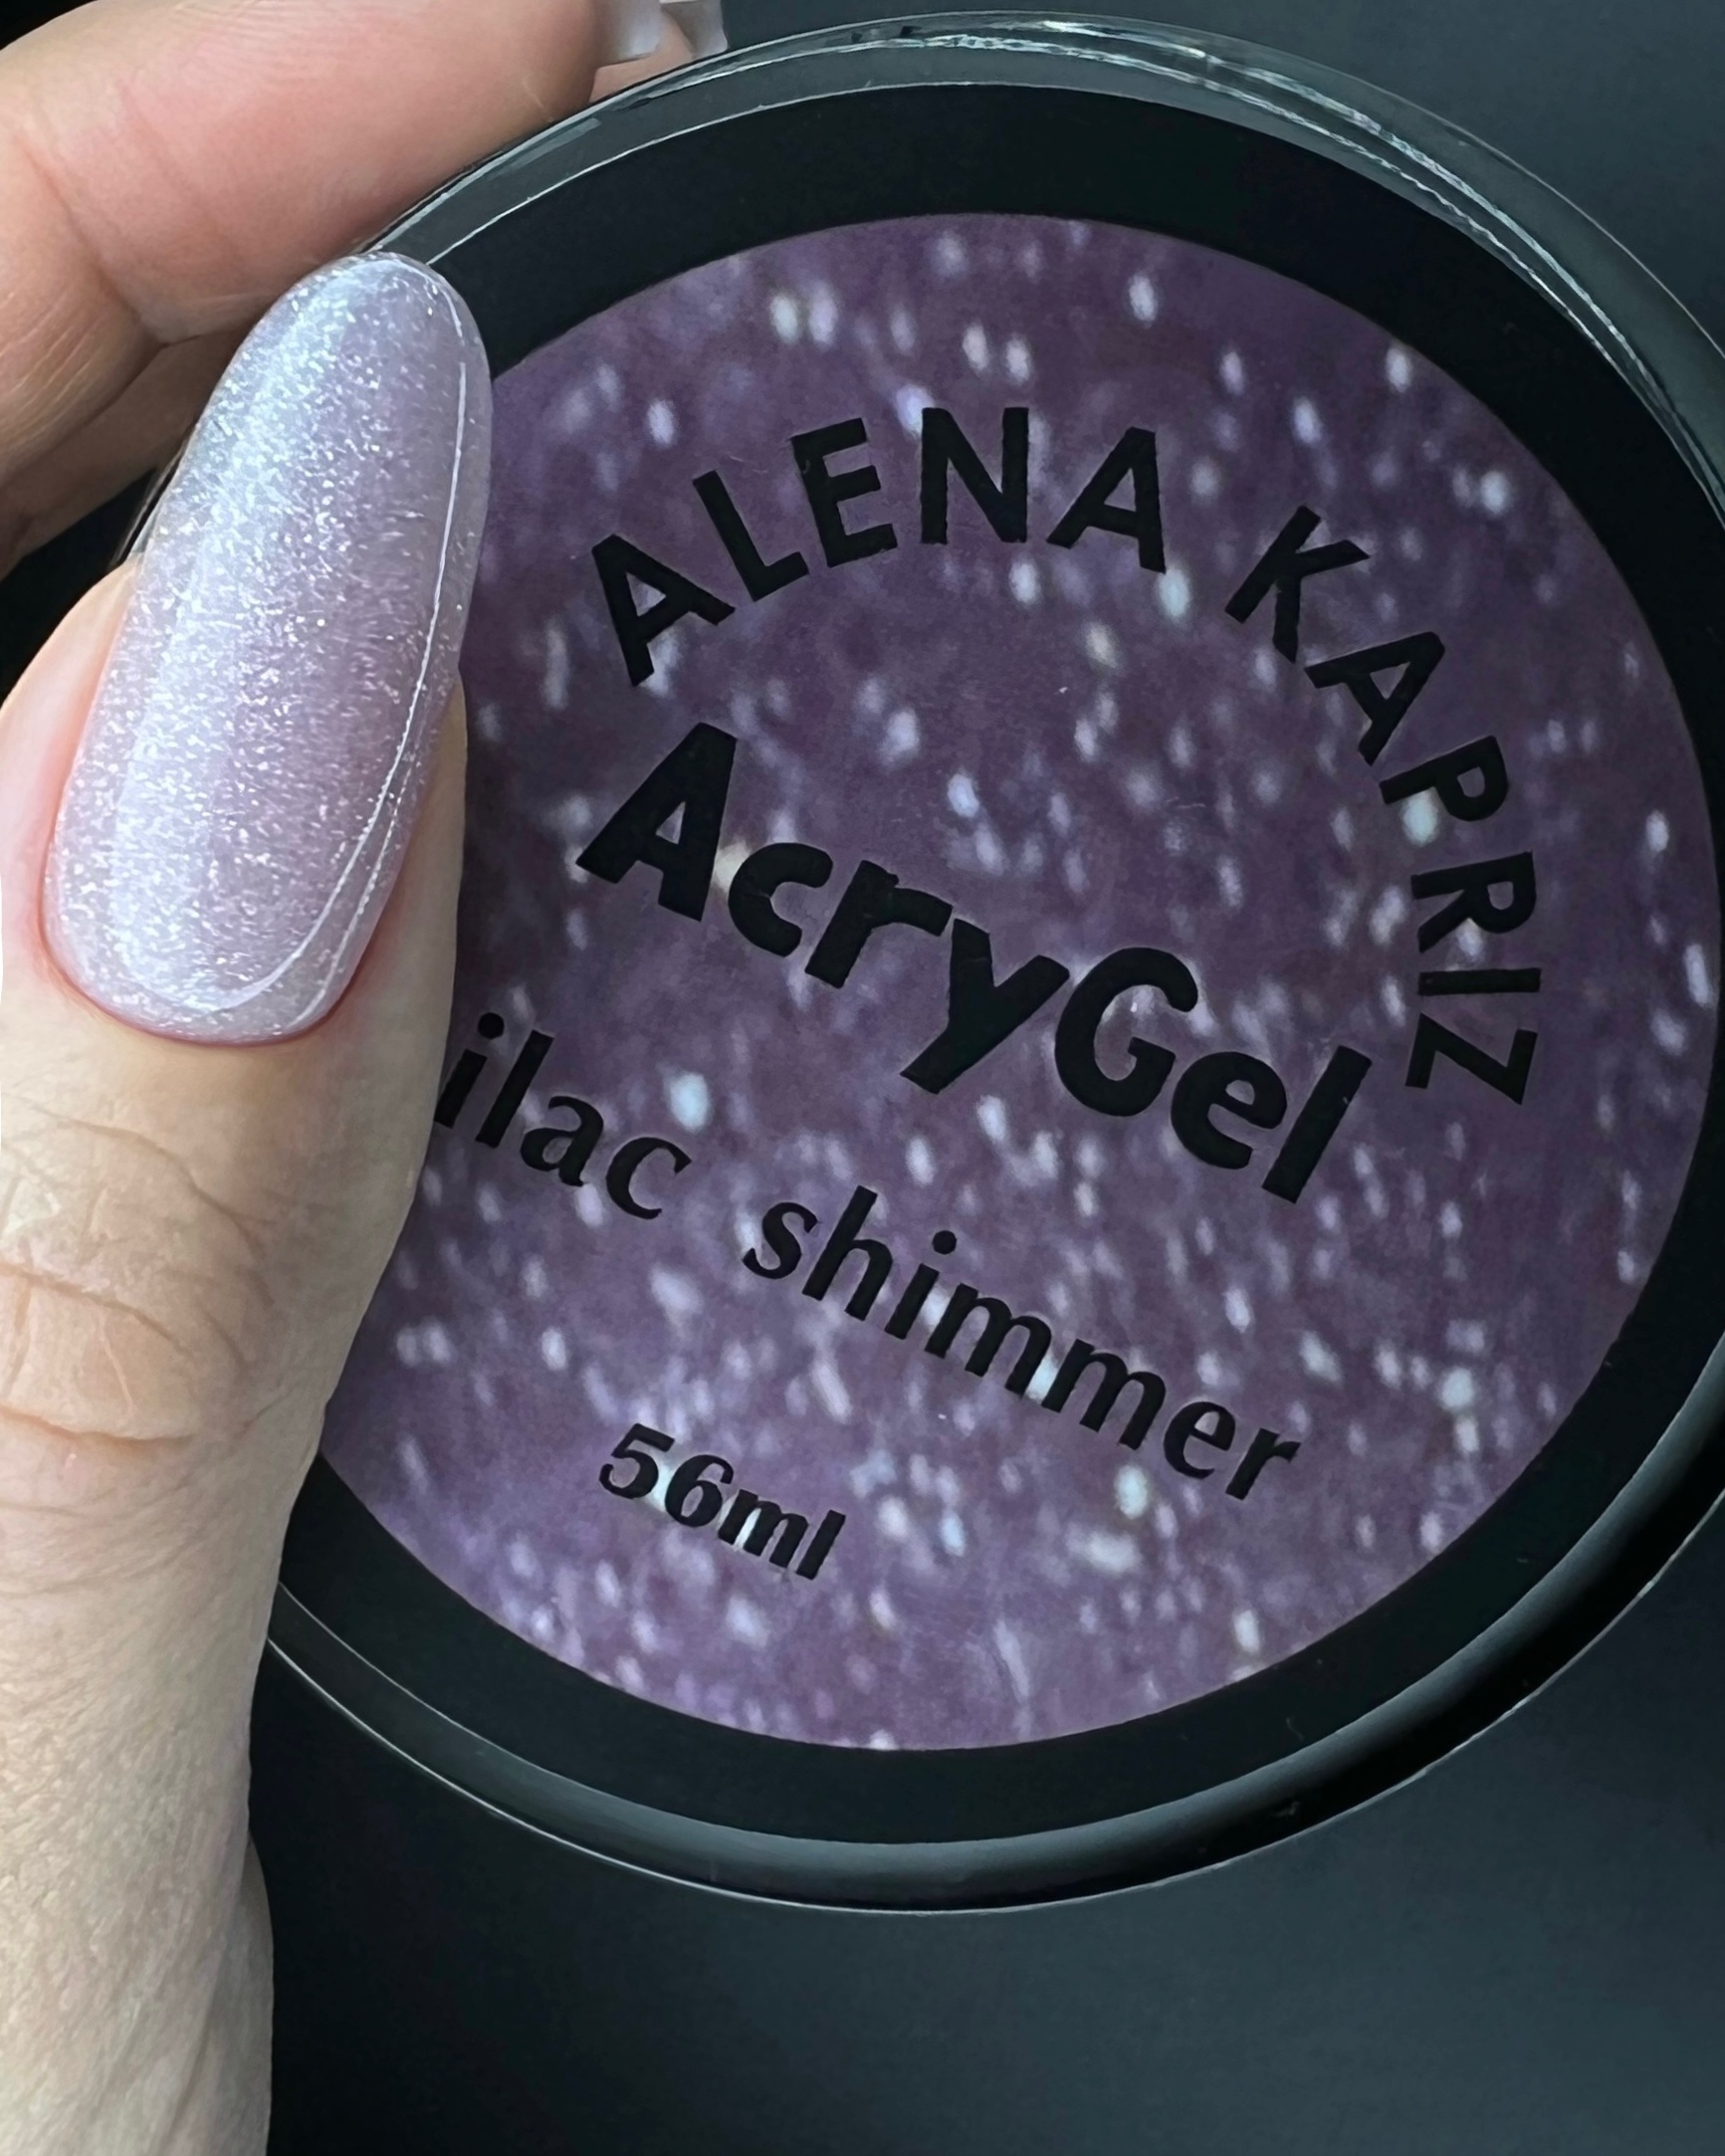 ALENA KAPRIZ
AcryGel
ilac shimmer
56ml